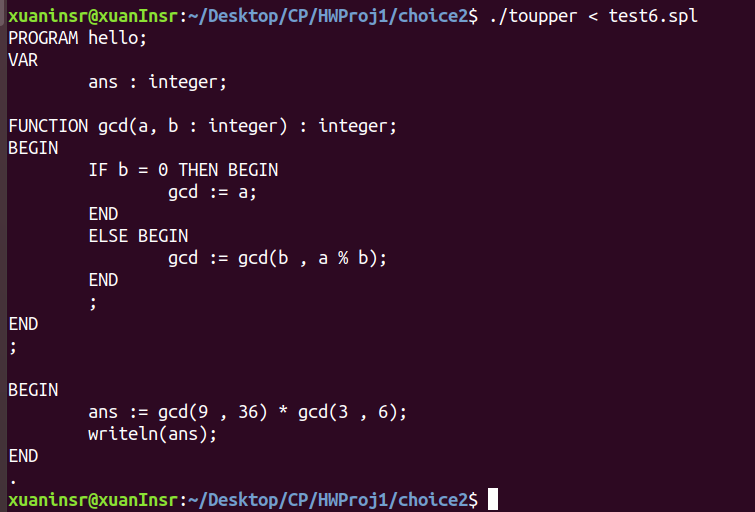 xuaninsr@xuanInsr:~/Desktop/CP/HWProj1/choice2$ ./toupper < test6.spl
PROGRAM hello;
VAR
        ans : integer;

FUNCTION gcd(a, b : integer) : integer;
BEGIN
        IF b = 0 THEN BEGIN
                gcd := a;
        END
        ELSE BEGIN
                gcd := gcd(b , a % b);
        END
        ;
END
;

BEGIN
        ans := gcd(9 , 36) * gcd(3 , 6);
        writeln(ans);
END
.
xuaninsr@xuanInsr:~/Desktop/CP/HWProj1/choice2$